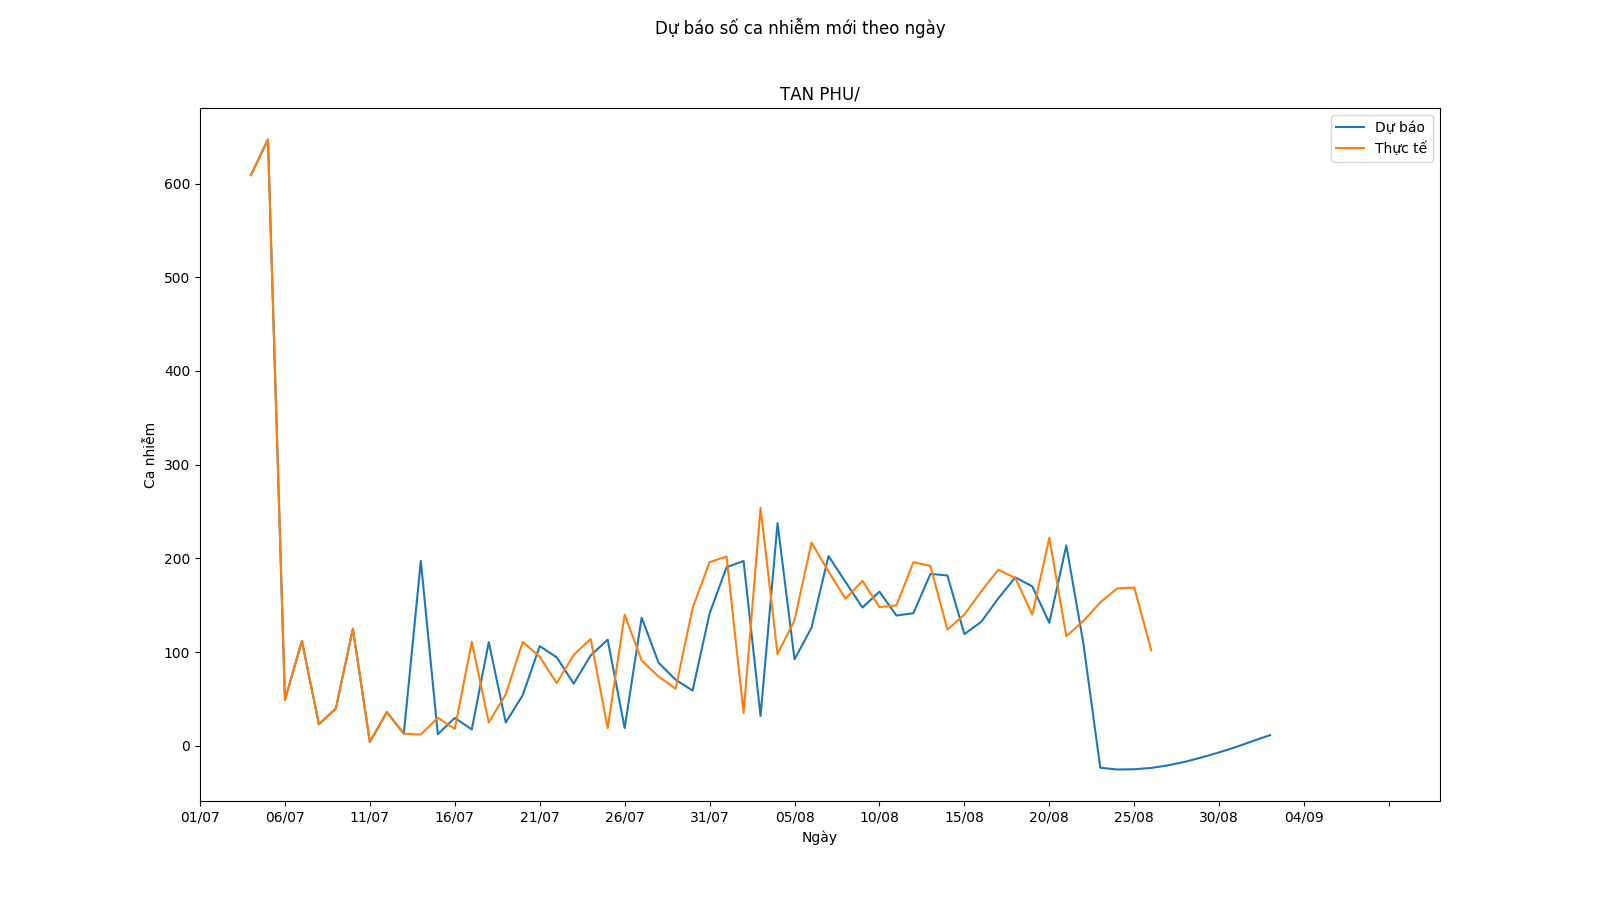 Dự báo số ca nhiễm mới theo ngày
TAN PHU/
Dự báo
Thực tế
600
500
400
300
200
100
0
Ca nhiễm
01/07 06/07 11/07 16/07 21/07 26/07 31/07 05/08 10/08 15/08 20/08 25/08 30/08 04/09
Ngày